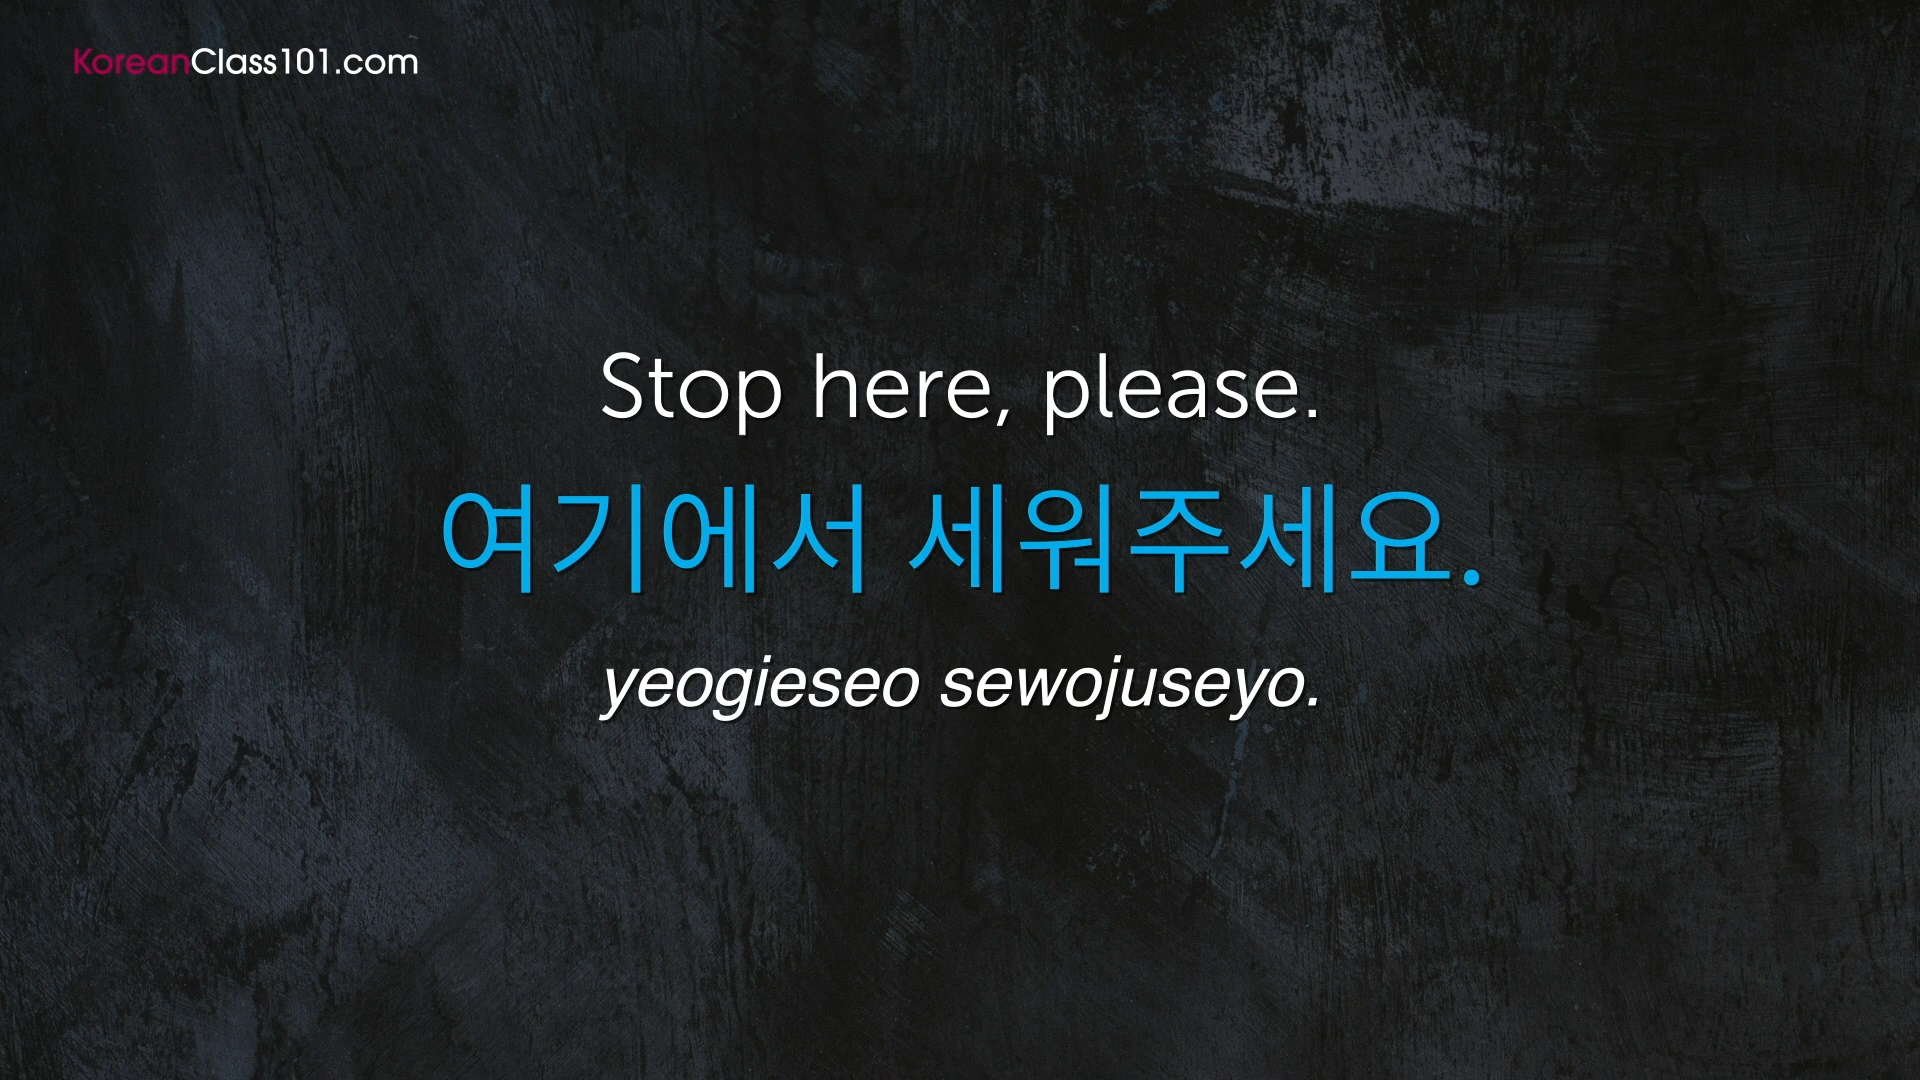 KoreanClass101.com
Stop here, please.
여기에서 세워주세요.
yeogieseo sewojuseyo.